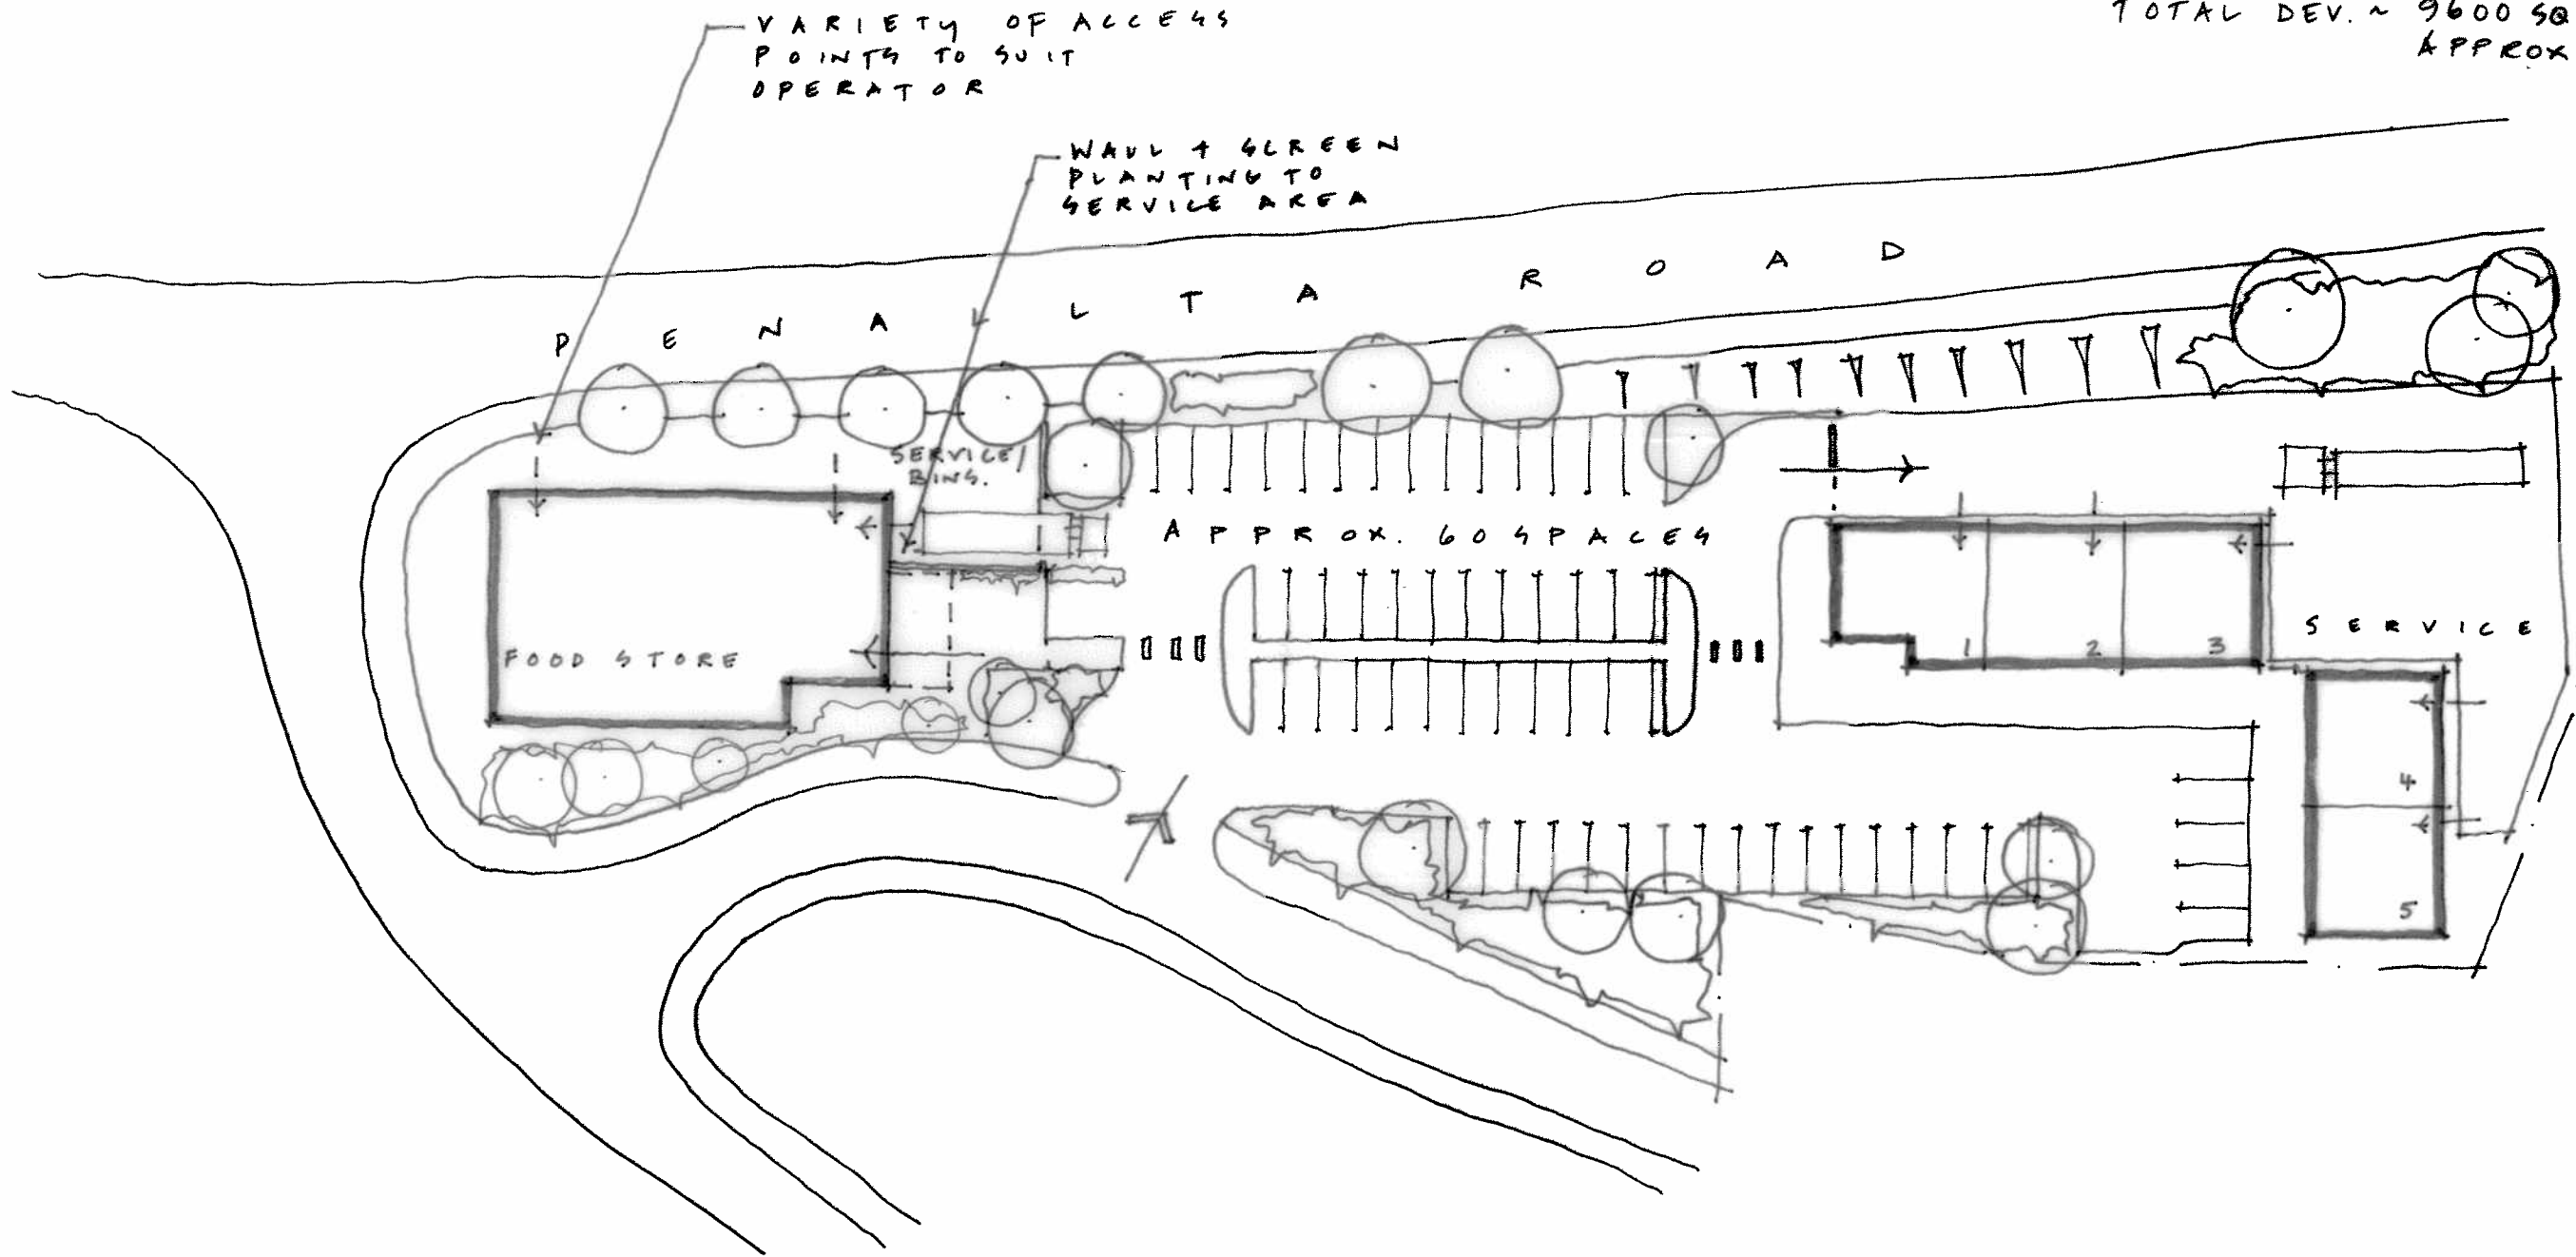 VARIETY OF ACCESS
POINTS TO SUIT
OPERATOR
TOTAL DEV. ~ 9600 SQ
APPROX
WALL + SCREEN
PLANTING TO
SERVICE AREA
PENALLTA ROAD
SERVICE/
BINS.
APPROX. 60 SPACES
FOOD STORE
1 2 3
SERVICE
4
5